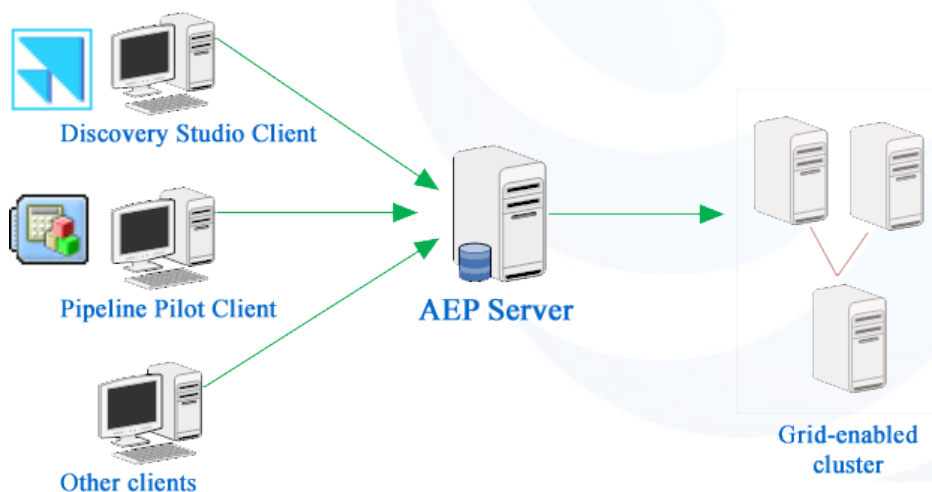 Discovery Studio Client
Pipeline Pilot Client
AEP Server
Other clients
Grid-enabled
cluster